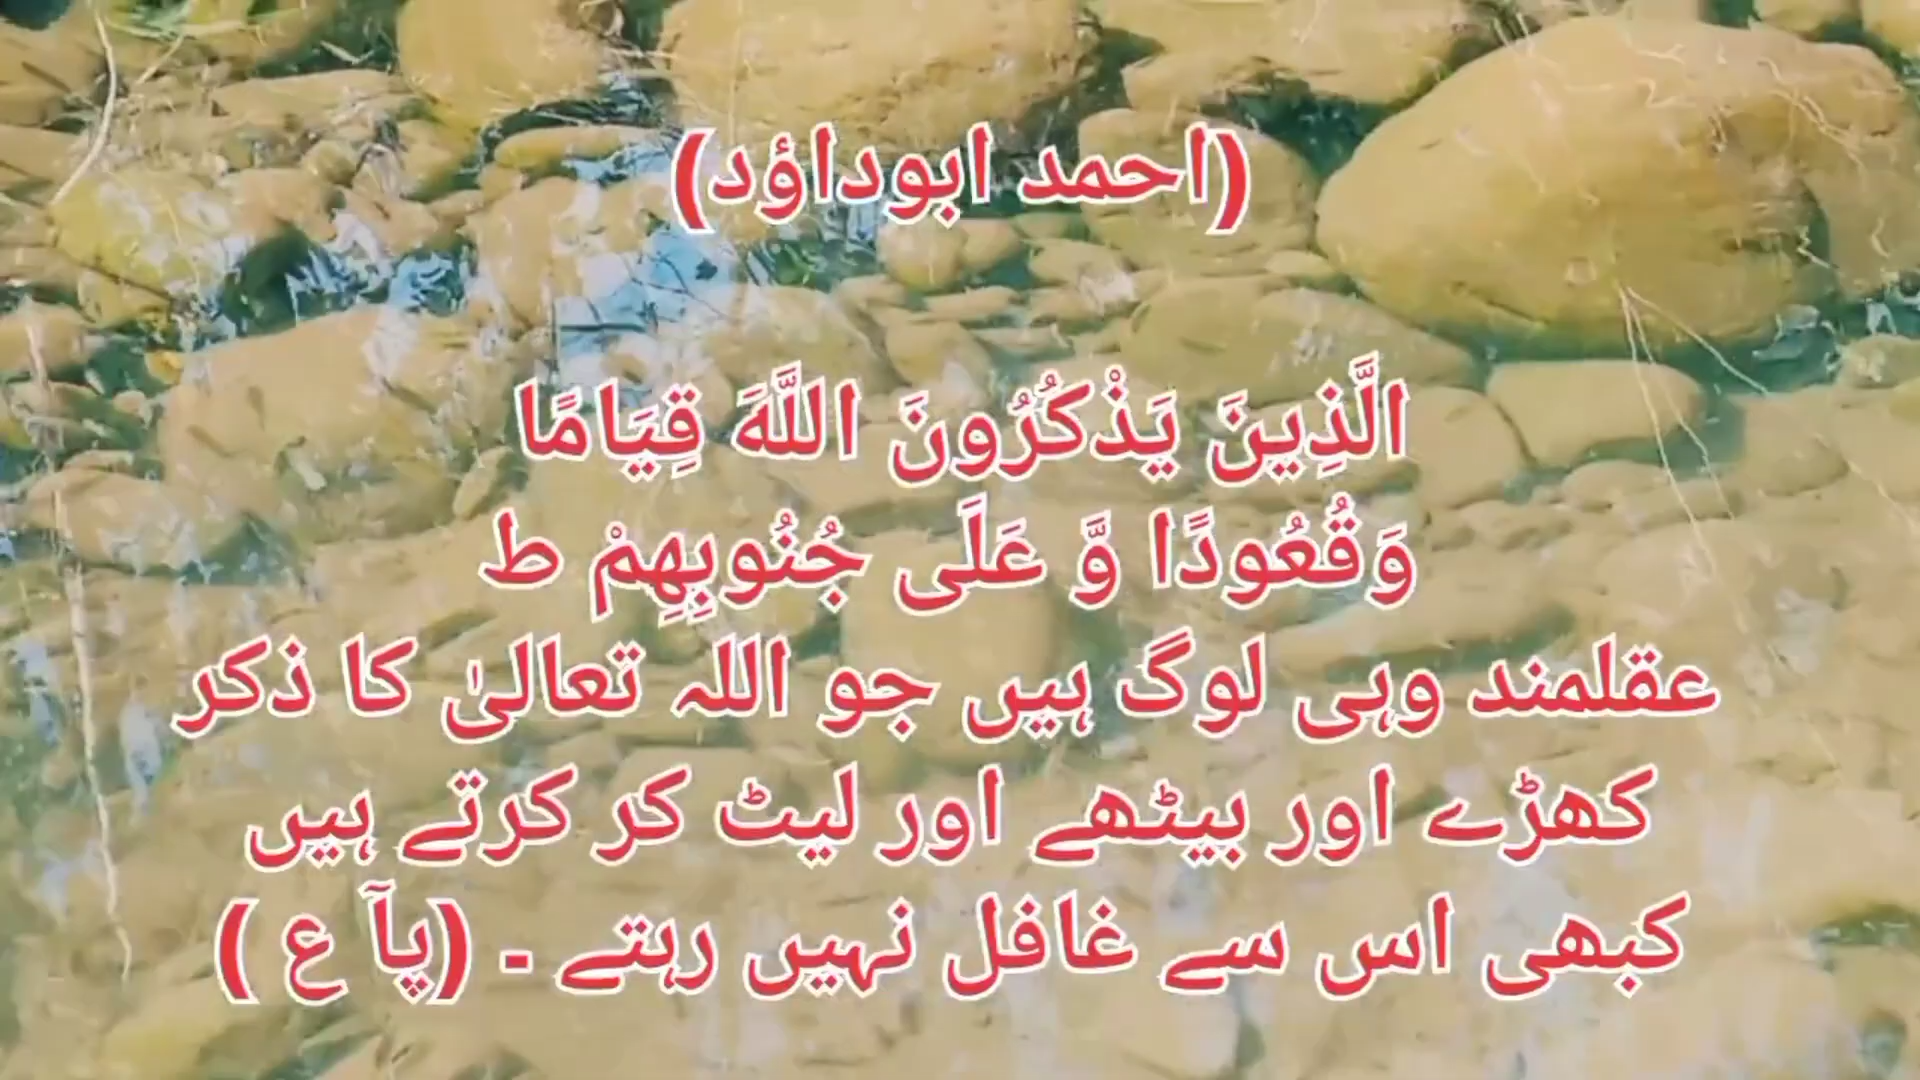 (احمد ابوداؤد)
الَّذِينَ يَذْكُرُونَ اللَّهَ قِيَامًا
وَقُعُودًا وَّ عَلَى جُنُوبِهِمْ ط
عقلمند وہی لوگ ہیں جو اللہ تعالیٰ کا ذکر
کھڑے اور بیٹھے اور لیٹ کر کرتے ہیں
کبھی اس سے غافل نہیں رہتے ۔ (پآ ع )